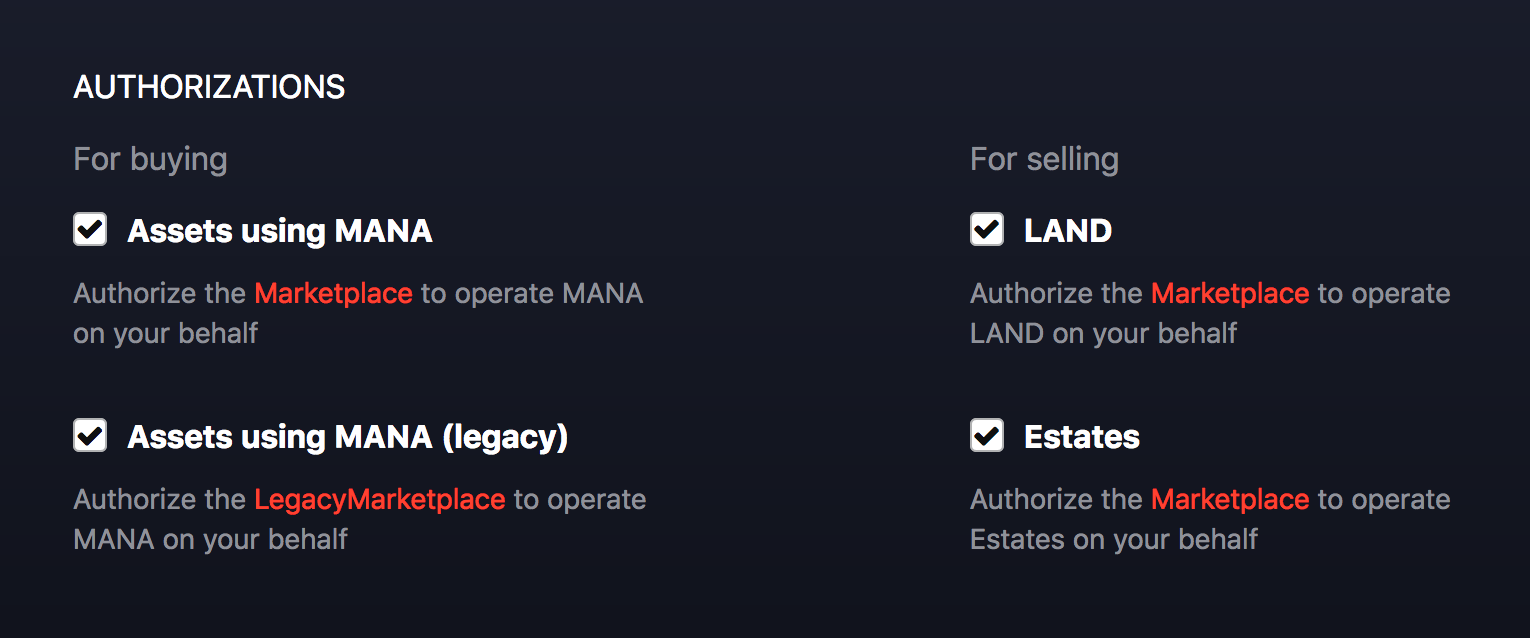 AUTHORIZATIONS
For buying
Assets using MANA
Authorize the Marketplace to operate MANA
on your behalf
Assets using MANA (legacy)
Authorize the LegacyMarketplace to operate
MANA on your behalf
For selling
LAND
Authorize the Marketplace to operate
LAND on your behalf
Estates
Authorize the Marketplace to operate
Estates on your behalf